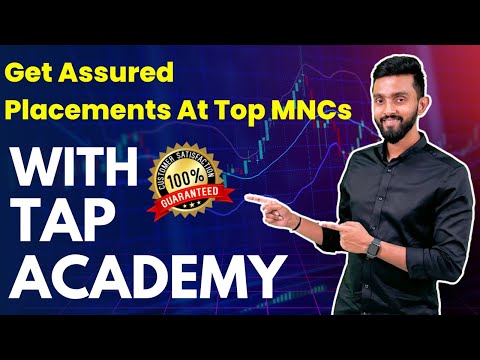 Get Assured
Placements At Top MNCs
WITH
TAP
ACADEMY
CUSTOMER SATISFACTION
100%
GUARANTEED